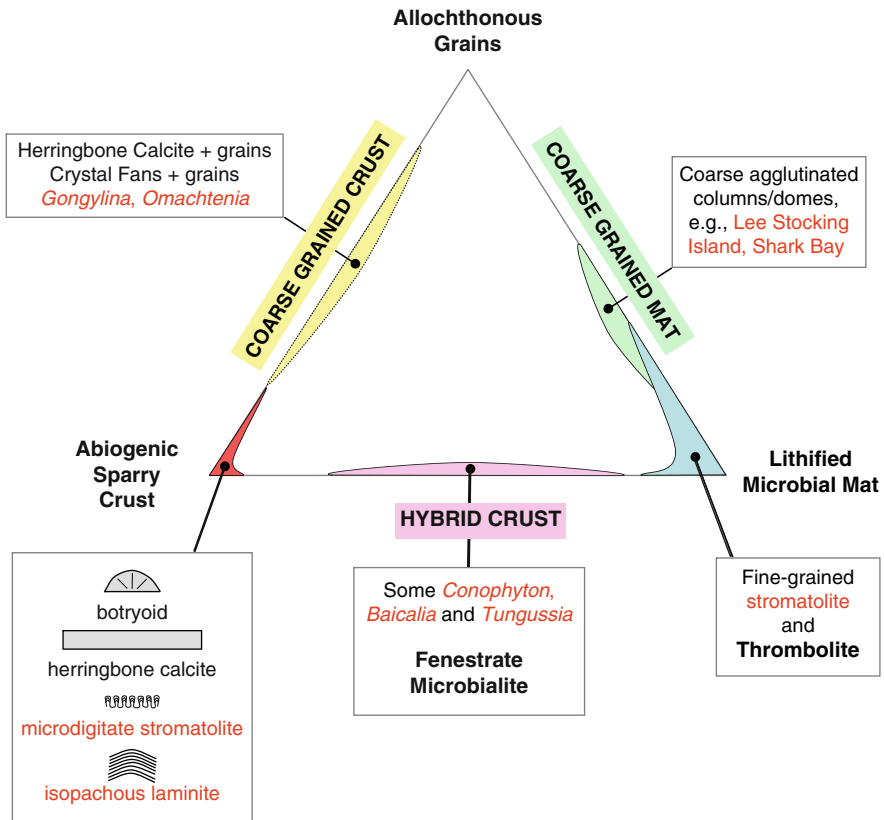 Allochthonous
Grains
Herringbone Calcite + grains
Crystal Fans + grains
Gongylina, Omachtenia
COARSE GRAINED CRUST
COARSE GRAINED MAT
Coarse agglutinated
columns/domes,
e.g., Lee Stocking
Island, Shark Bay
Abiogenic
Sparry
Crust
Lithified
Microbial Mat
HYBRID CRUST
botryoid
herringbone calcite
microdigitate stromatolite
isopachous laminite
Some Conophyton,
Baicalia and Tungussia
Fenestrate
Microbialite
Fine-grained
stromatolite
and
Thrombolite